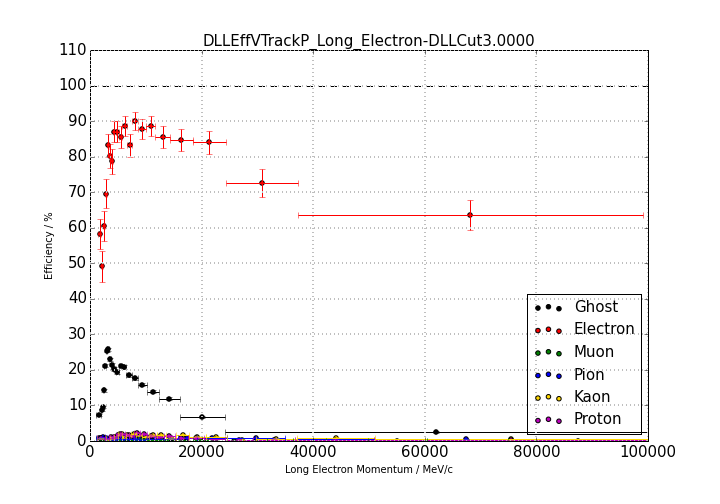 DLLEffVTrackP_Long_Electron-DLLCut3.0000
110
100
90
80
70
60
50
40
30
20
10
0
Efficiency / %
Ghost
Electron
Muon
Pion
Kaon
Proton
0 20000 40000 60000 80000 100000
Long Electron Momentum / MeV/c